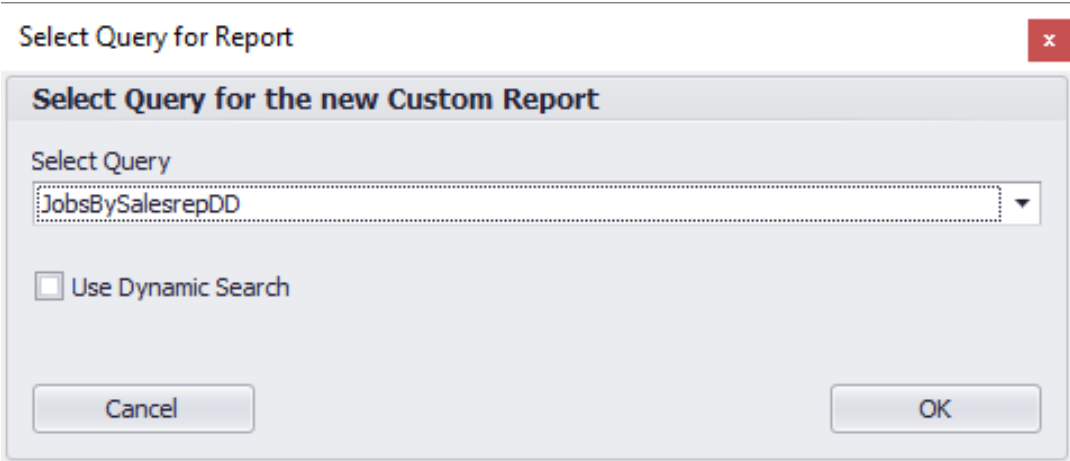 Select Query for Report
x
Select Query for the new Custom Report
Select Query
JobsBySalesrepDD
Use Dynamic Search
Cancel OK